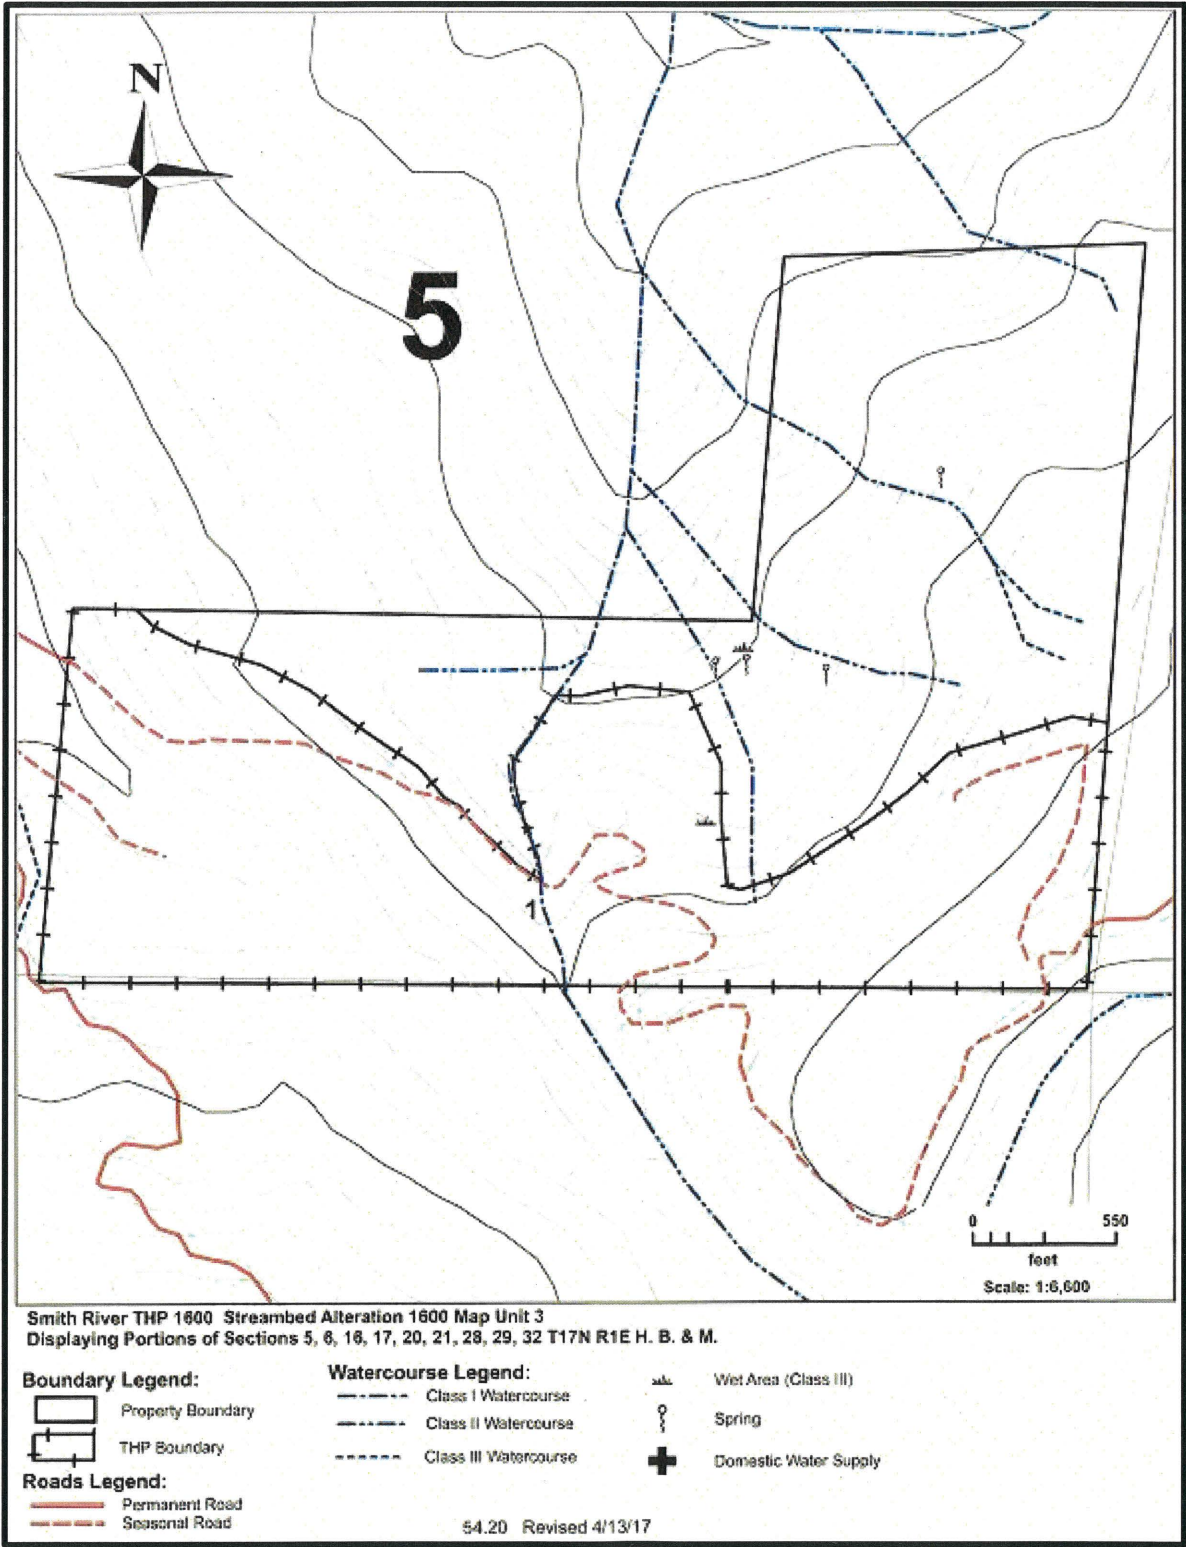 N
5
1
0 550
feet
Scale: 1:6,600
Smith River THP 1600 Streambed Alteration 1600 Map Unit 3
Displaying Portions of Sections 5, 6, 16, 17, 20, 21, 28, 29, 32 T17N R1E H. B. & M.
Boundary Legend:
Property Boundary
THP Boundary
Roads Legend:
Permanent Road
Seasonal Road
Watercourse Legend:
Class I Watercourse
Class II Watercourse
Class III Watercourse
Wet Area (Class III)
Spring
Domestic Water Supply
54.20 Revised 4/13/17